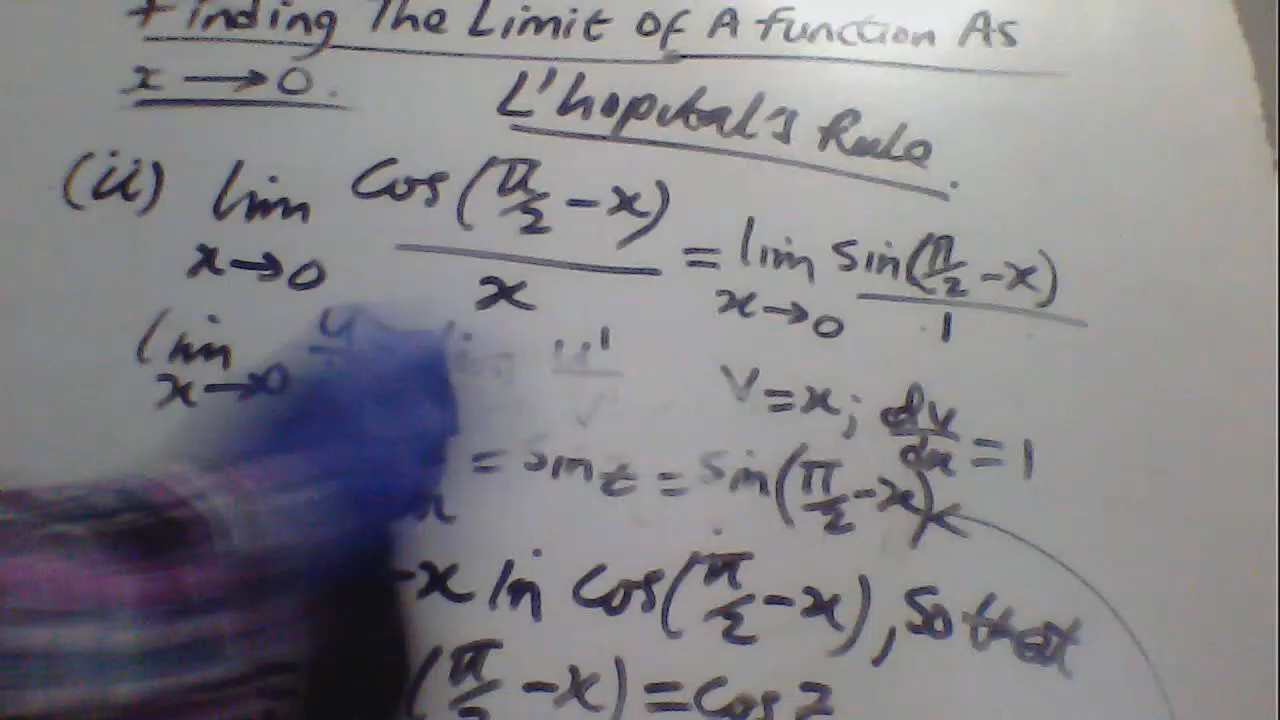 Finding The Limit Of A function As
x → 0.
L'hopital's Rule.
(ii) lim x→0 cos(π/2 - x) / x = lim x→0 sin(π/2 - x) / 1
lim x→0 u u' / v
v = x; dv/dx = 1
= sin t = sin(π/2 - x)
x in cos(π/2 - x), so that
(π/2 - x) = cos